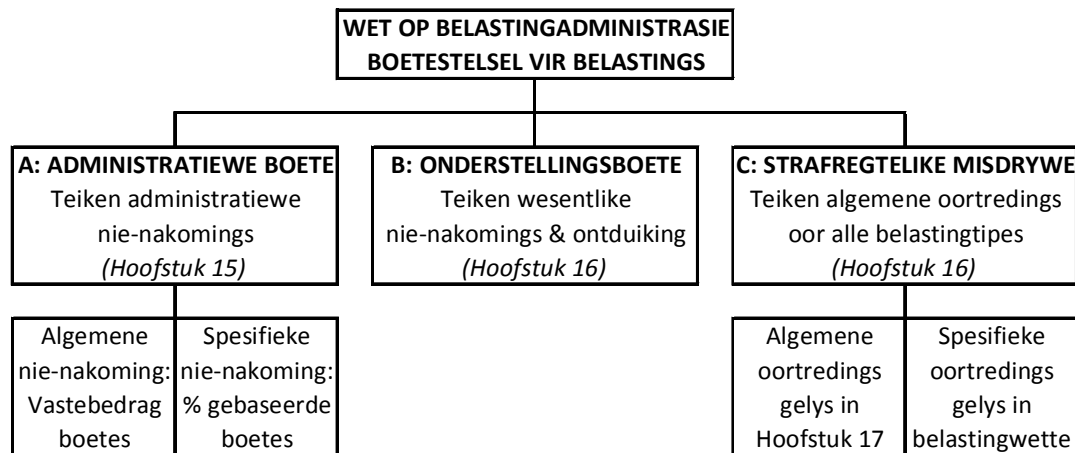 WET OP BELASTINGADMINISTRASIE
BOETESTELSEL VIR BELASTINGS
A: ADMINISTRATIEWE BOETE
Teiken administratiewe
nie-nakomings
(Hoofstuk 15)
B: ONDERSTELLINGSBOETE
Teiken wesentlike
nie-nakomings & ontduiking
(Hoofstuk 16)
C: STRAFREGTELIKE MISDRYWE
Teiken algemene oortredings
oor alle belastingtipes
(Hoofstuk 16)
Algemene
nie-nakoming:
Vastebedrag
boetes
Spesifieke
nie-nakoming:
% gebaseerde
boetes
Algemene
oortredings
gelys in
Hoofstuk 17
Spesifieke
oortredings
gelys in
belastingwette